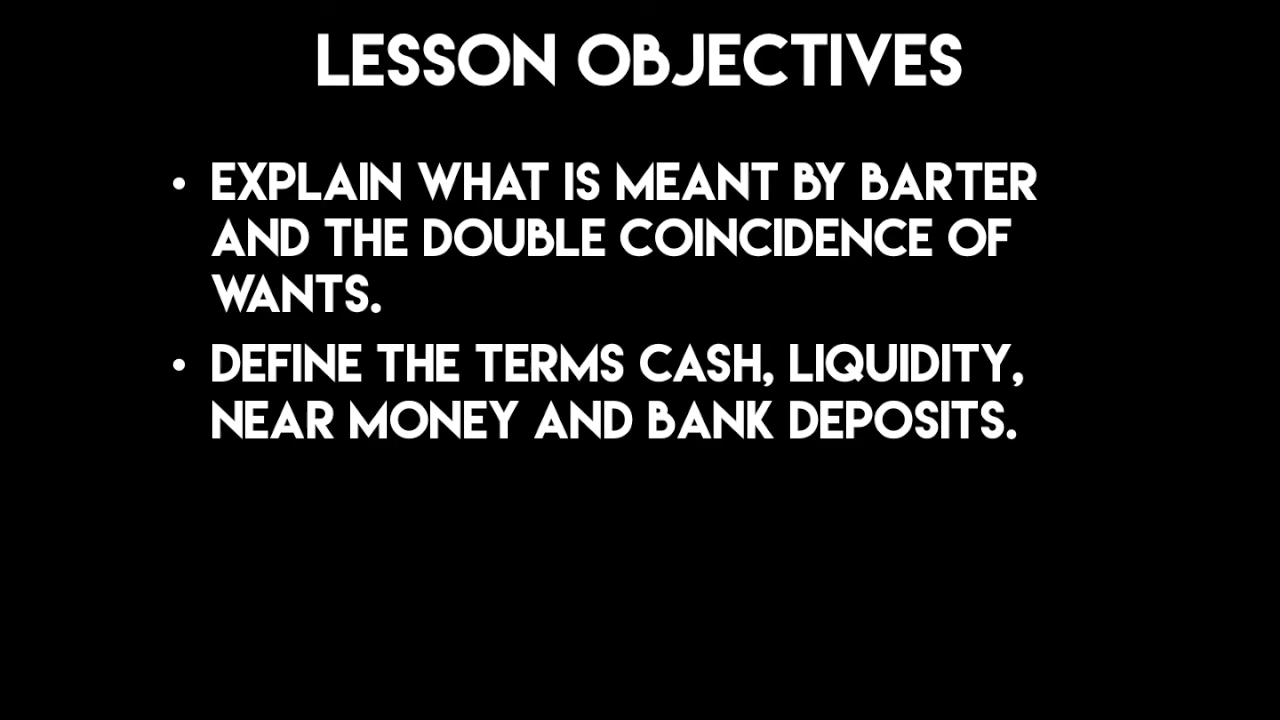 LESSON OBJECTIVES
• EXPLAIN WHAT IS MEANT BY BARTER
AND THE DOUBLE COINCIDENCE OF
WANTS.
• DEFINE THE TERMS CASH, LIQUIDITY,
NEAR MONEY AND BANK DEPOSITS.